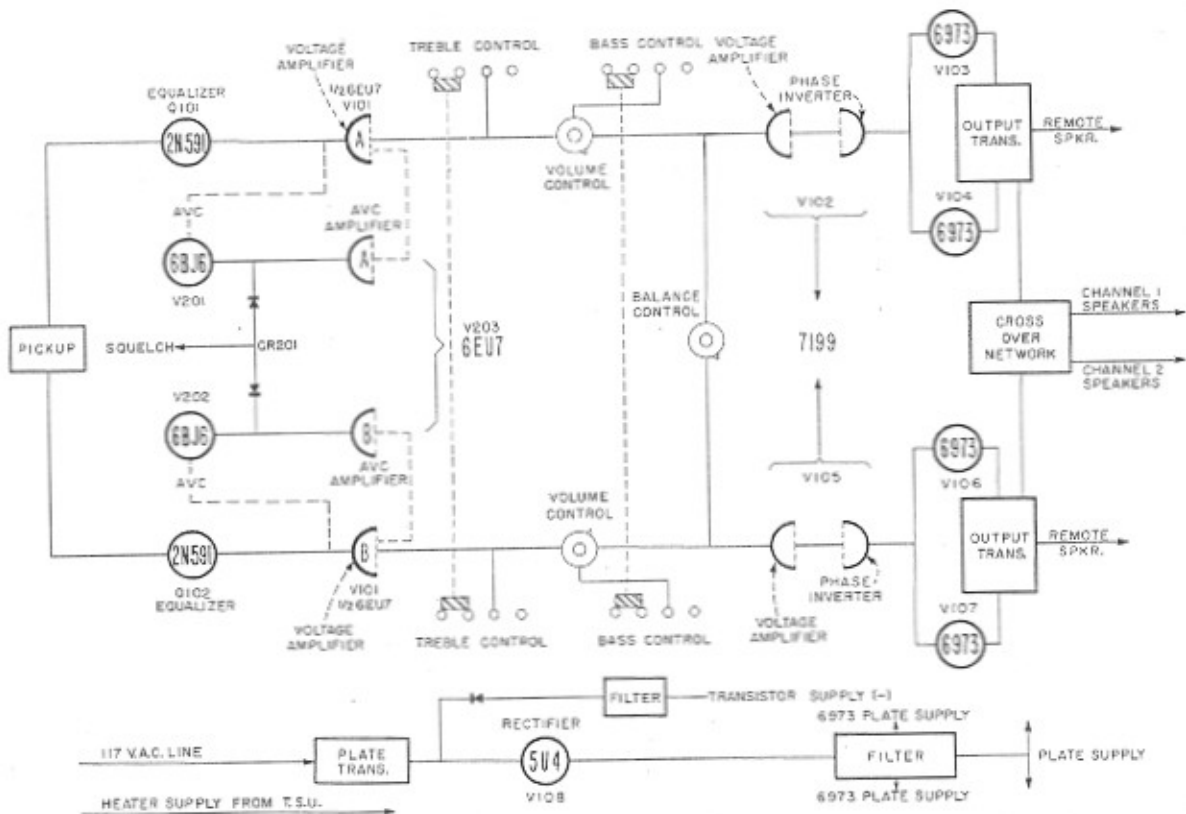 VOLTAGE
AMPLIFIER
TREBLE CONTROL
BASS CONTROL
VOLTAGE
AMPLIFIER
6973
V103
PHASE
INVERTER
EQUALIZER
Q101
½6EU7
V101
2N591
A
OUTPUT
TRANS.
REMOTE
SPKR.
VOLUME
CONTROL
V102
V104
6973
AVC
AVC
AMPLIFIER
6BJ6
A
V201
BALANCE
CONTROL
CHANNEL 1
SPEAKERS
PICKUP
SQUELCH
CR201
V203
6EU7
7199
CROSS
OVER
NETWORK
CHANNEL 2
SPEAKERS
V202
6BJ6
B
AVC
AVC
AMPLIFIER
6973
V106
V105
VOLUME
CONTROL
2N591
B
OUTPUT
TRANS.
REMOTE
SPKR.
Q102
EQUALIZER
V101
½6EU7
VOLTAGE
AMPLIFIER
TREBLE CONTROL
BASS CONTROL
VOLTAGE
AMPLIFIER
PHASE
INVERTER
V107
6973
FILTER
TRANSISTOR SUPPLY (-)
RECTIFIER
6973 PLATE SUPPLY
117 V.A.C. LINE
PLATE
TRANS.
5U4
V108
FILTER
PLATE SUPPLY
6973 PLATE SUPPLY
HEATER SUPPLY FROM T.S.U.